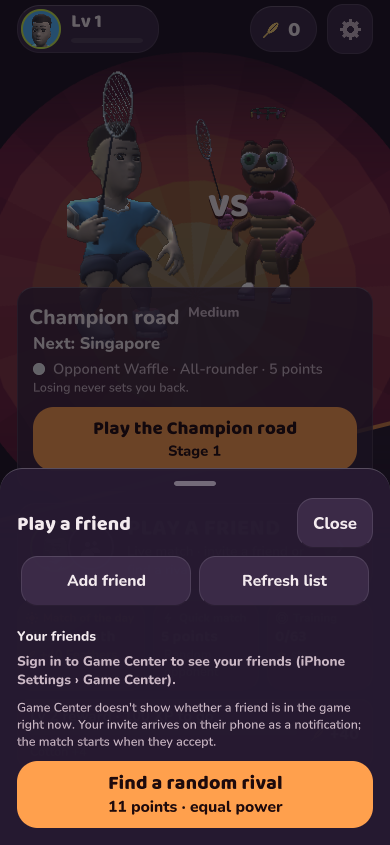 Lv 1
0
VS
Champion road Medium
Next: Singapore
Opponent Waffle · All-rounder · 5 points
Losing never sets you back.
Play the Champion road
Stage 1
Play a friend
Close
Add friend
Refresh list
Your friends
Sign in to Game Center to see your friends (iPhone
Settings › Game Center).
Game Center doesn't show whether a friend is in the game
right now. Your invite arrives on their phone as a notification;
the match starts when they accept.
Find a random rival
11 points · equal power